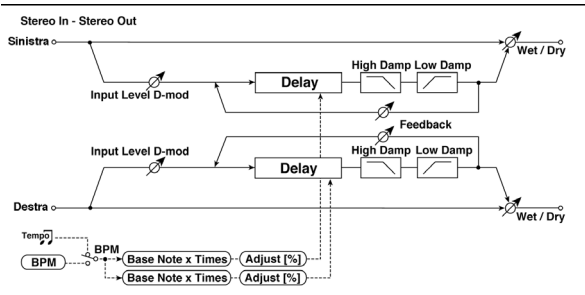 Stereo In - Stereo Out
Sinistra
Wet / Dry
High Damp Low Damp
Delay
Input Level D-mod
Feedback
Input Level D-mod
High Damp Low Damp
Delay
Destra
Wet / Dry
Tempo
BPM
BPM
Base Note x Times
Adjust [%]
Base Note x Times
Adjust [%]